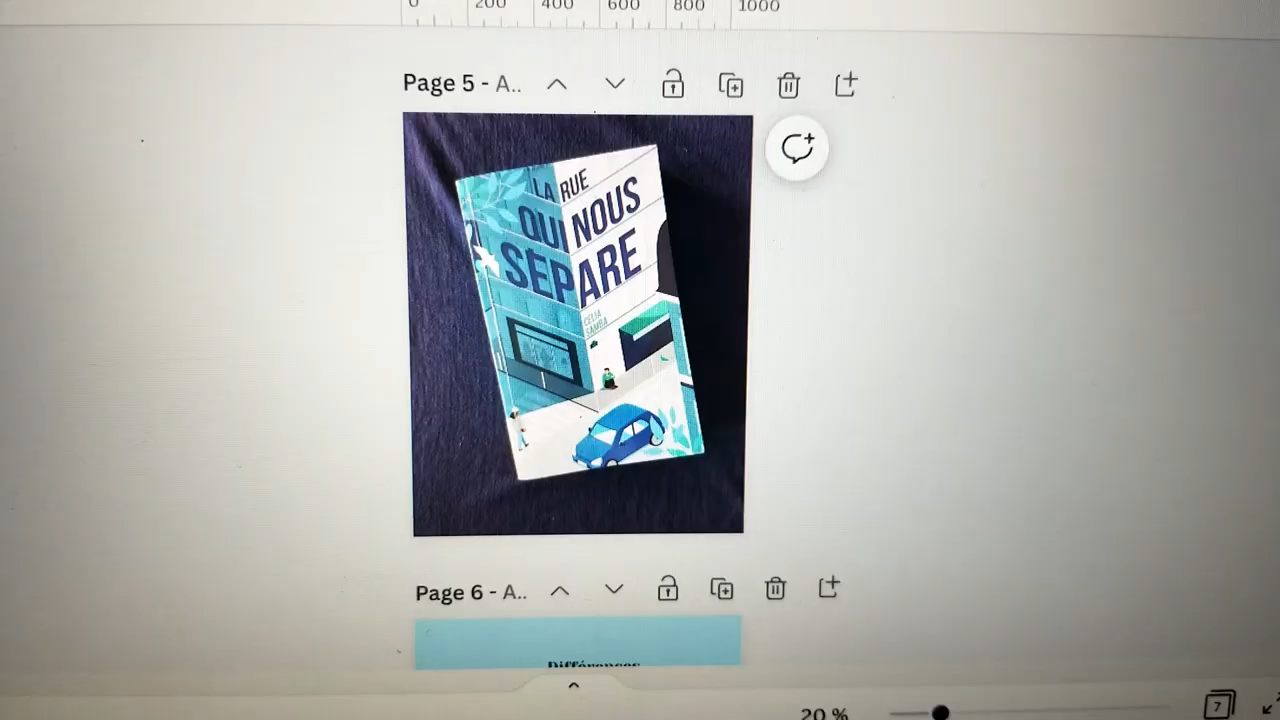 0 200 400 600 800 1000
Page 5 - A..
LA RUE
QUI NOUS
SÉPARE
CÉLIA
SAMBA
Page 6 - A..
Différences
20 %
7